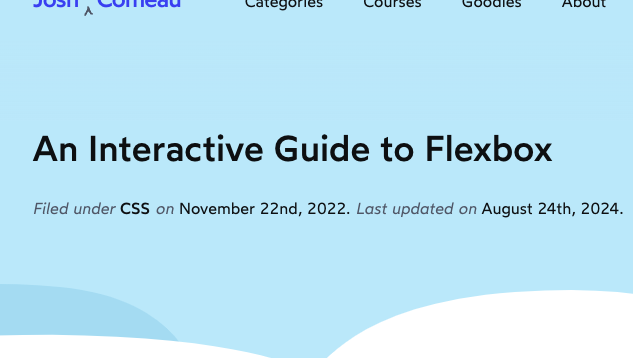 Josh Comeau
Categories Courses Goodies About
An Interactive Guide to Flexbox
Filed under CSS on November 22nd, 2022. Last updated on August 24th, 2024.